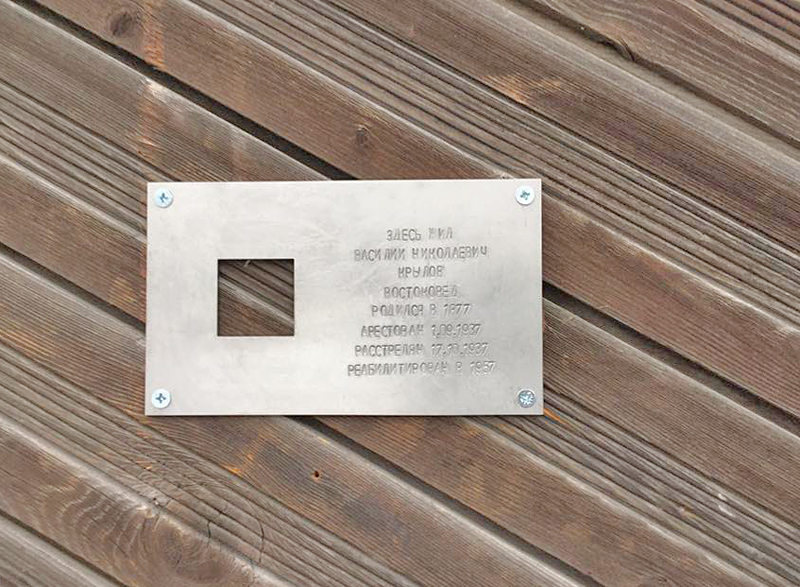 ЗДЕСЬ ЖИЛ
ВАСИЛИЙ НИКОЛАЕВИЧ
КРЫЛОВ
ВОСТОКОВЕД
РОДИЛСЯ В 1877
АРЕСТОВАН 1.09.1937
РАССТРЕЛЯН 17.10.1937
РЕАБИЛИТИРОВАН В 1957